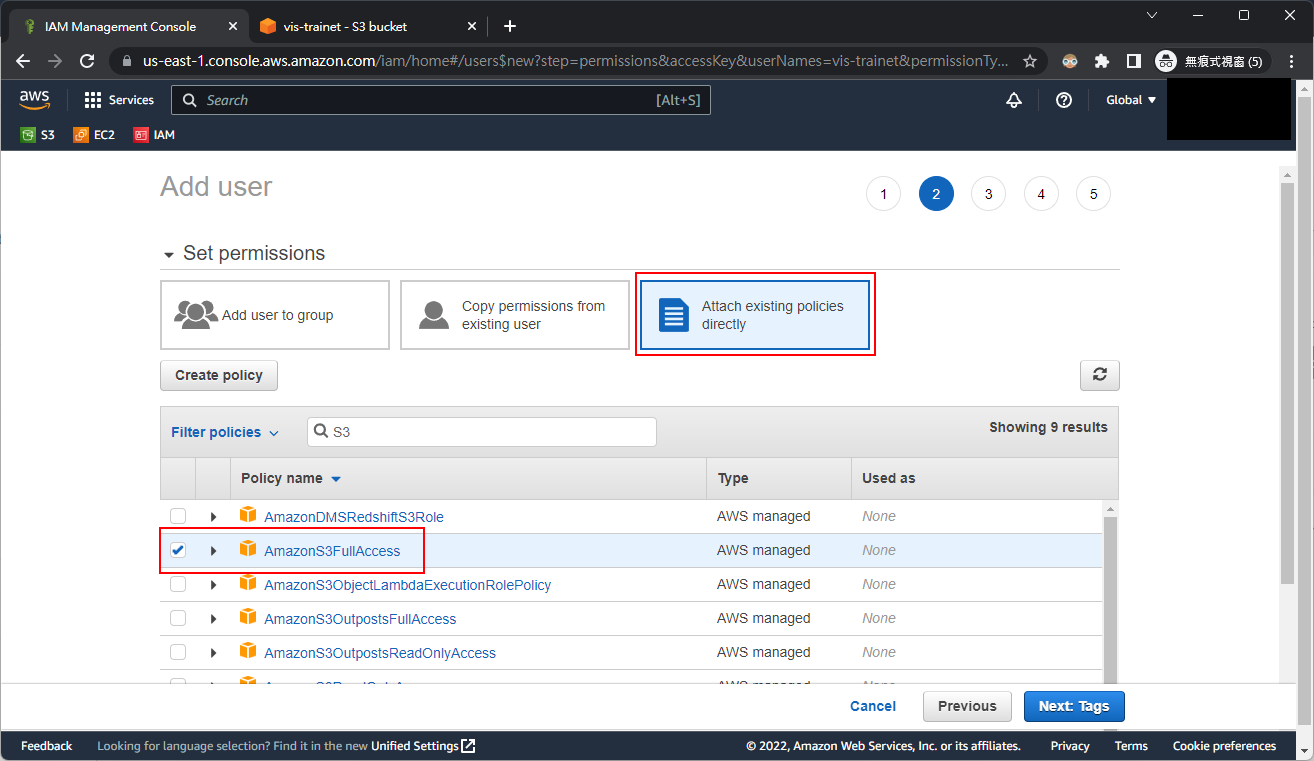 IAM Management Console
vis-trainet - S3 bucket
us-east-1.console.aws.amazon.com/iam/home#/users$new?step=permissions&accessKey&userNames=vis-trainet&permissionTy...
無痕式視窗 (5)
aws
Services
Search
[Alt+S]
Global
S3
EC2
IAM
Add user
1
2
3
4
5
Set permissions
Add user to group
Copy permissions from
existing user
Attach existing policies
directly
Create policy
Filter policies
S3
Showing 9 results
Policy name
Type
Used as
AmazonDMSRedshiftS3Role
AWS managed
None
AmazonS3FullAccess
AWS managed
None
AmazonS3ObjectLambdaExecutionRolePolicy
AWS managed
None
AmazonS3OutpostsFullAccess
AWS managed
None
AmazonS3OutpostsReadOnlyAccess
AWS managed
None
Cancel
Previous
Next: Tags
Feedback
Looking for language selection? Find it in the new Unified Settings
© 2022, Amazon Web Services, Inc. or its affiliates.
Privacy
Terms
Cookie preferences